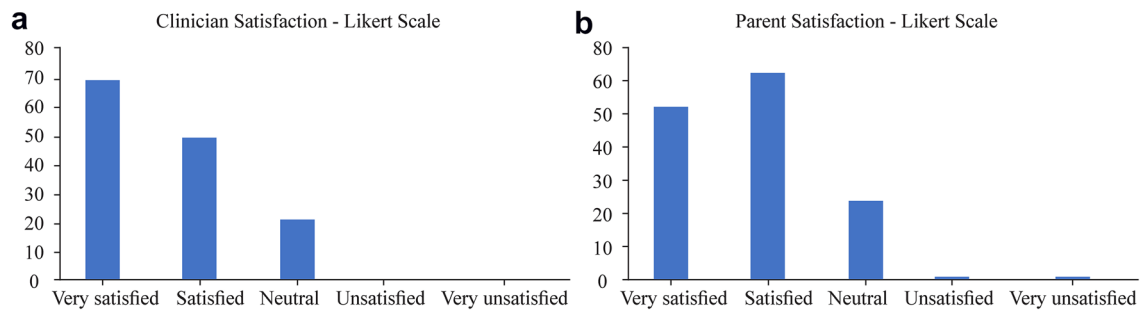 a
Clinician Satisfaction - Likert Scale
80
70
60
50
40
30
20
10
0
Very satisfied
Satisfied
Neutral
Unsatisfied
Very unsatisfied
b
Parent Satisfaction - Likert Scale
80
60
50
40
30
20
10
0
Very satisfied
Satisfied
Neutral
Unsatisfied
Very unsatisfied